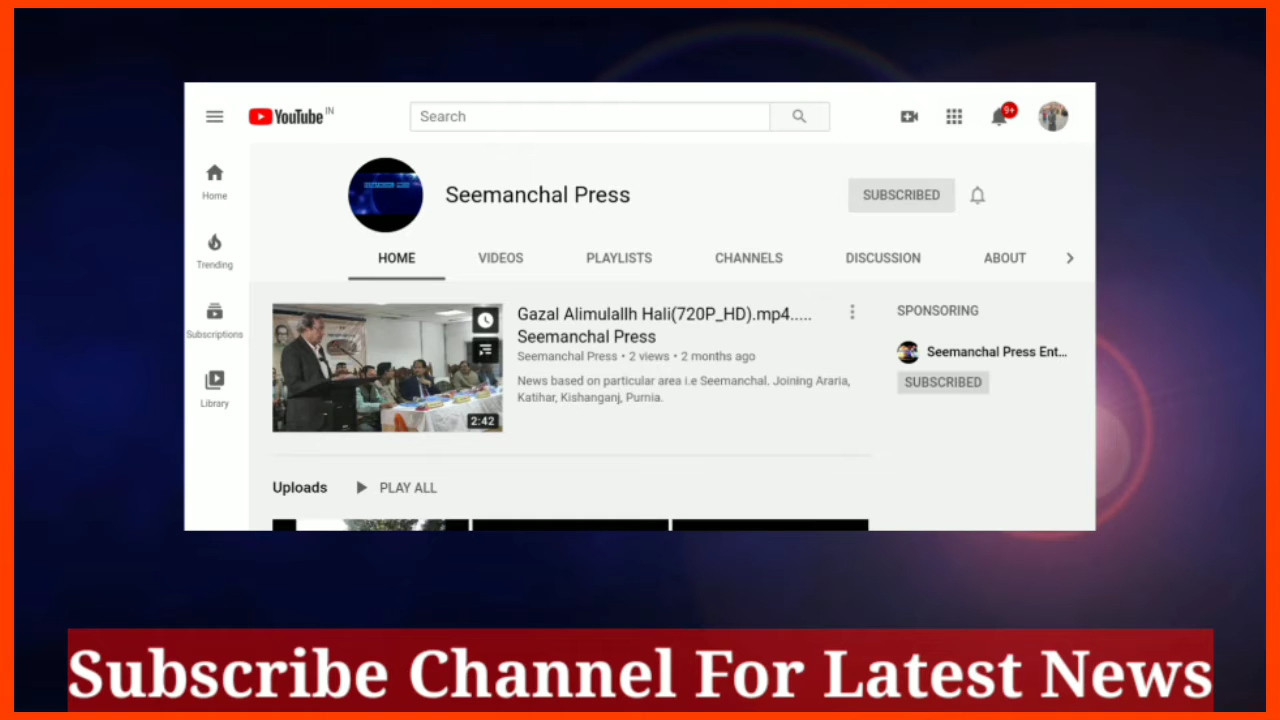 YouTube IN
Search
9+
Home
Trending
Subscriptions
Library
Seemanchal Press
SUBSCRIBED
HOME VIDEOS PLAYLISTS CHANNELS DISCUSSION ABOUT
Gazal Alimulallh Hali(720P_HD).mp4.....
Seemanchal Press
Seemanchal Press • 2 views • 2 months ago
News based on particular area i.e Seemanchal. Joining Araria,
Katihar, Kishanganj, Purnia.
2:42
SPONSORING
Seemanchal Press Ent...
SUBSCRIBED
Uploads PLAY ALL
Subscribe Channel For Latest News